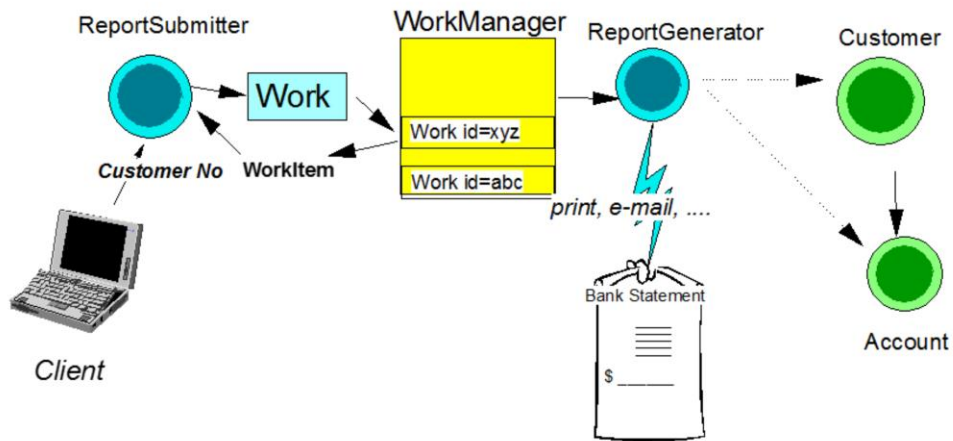 ReportSubmitter
WorkManager
ReportGenerator
Customer
Work
Work id=xyz
Customer No
WorkItem
Work id=abc
print, e-mail, ....
Bank Statement
$ ______
Account
Client